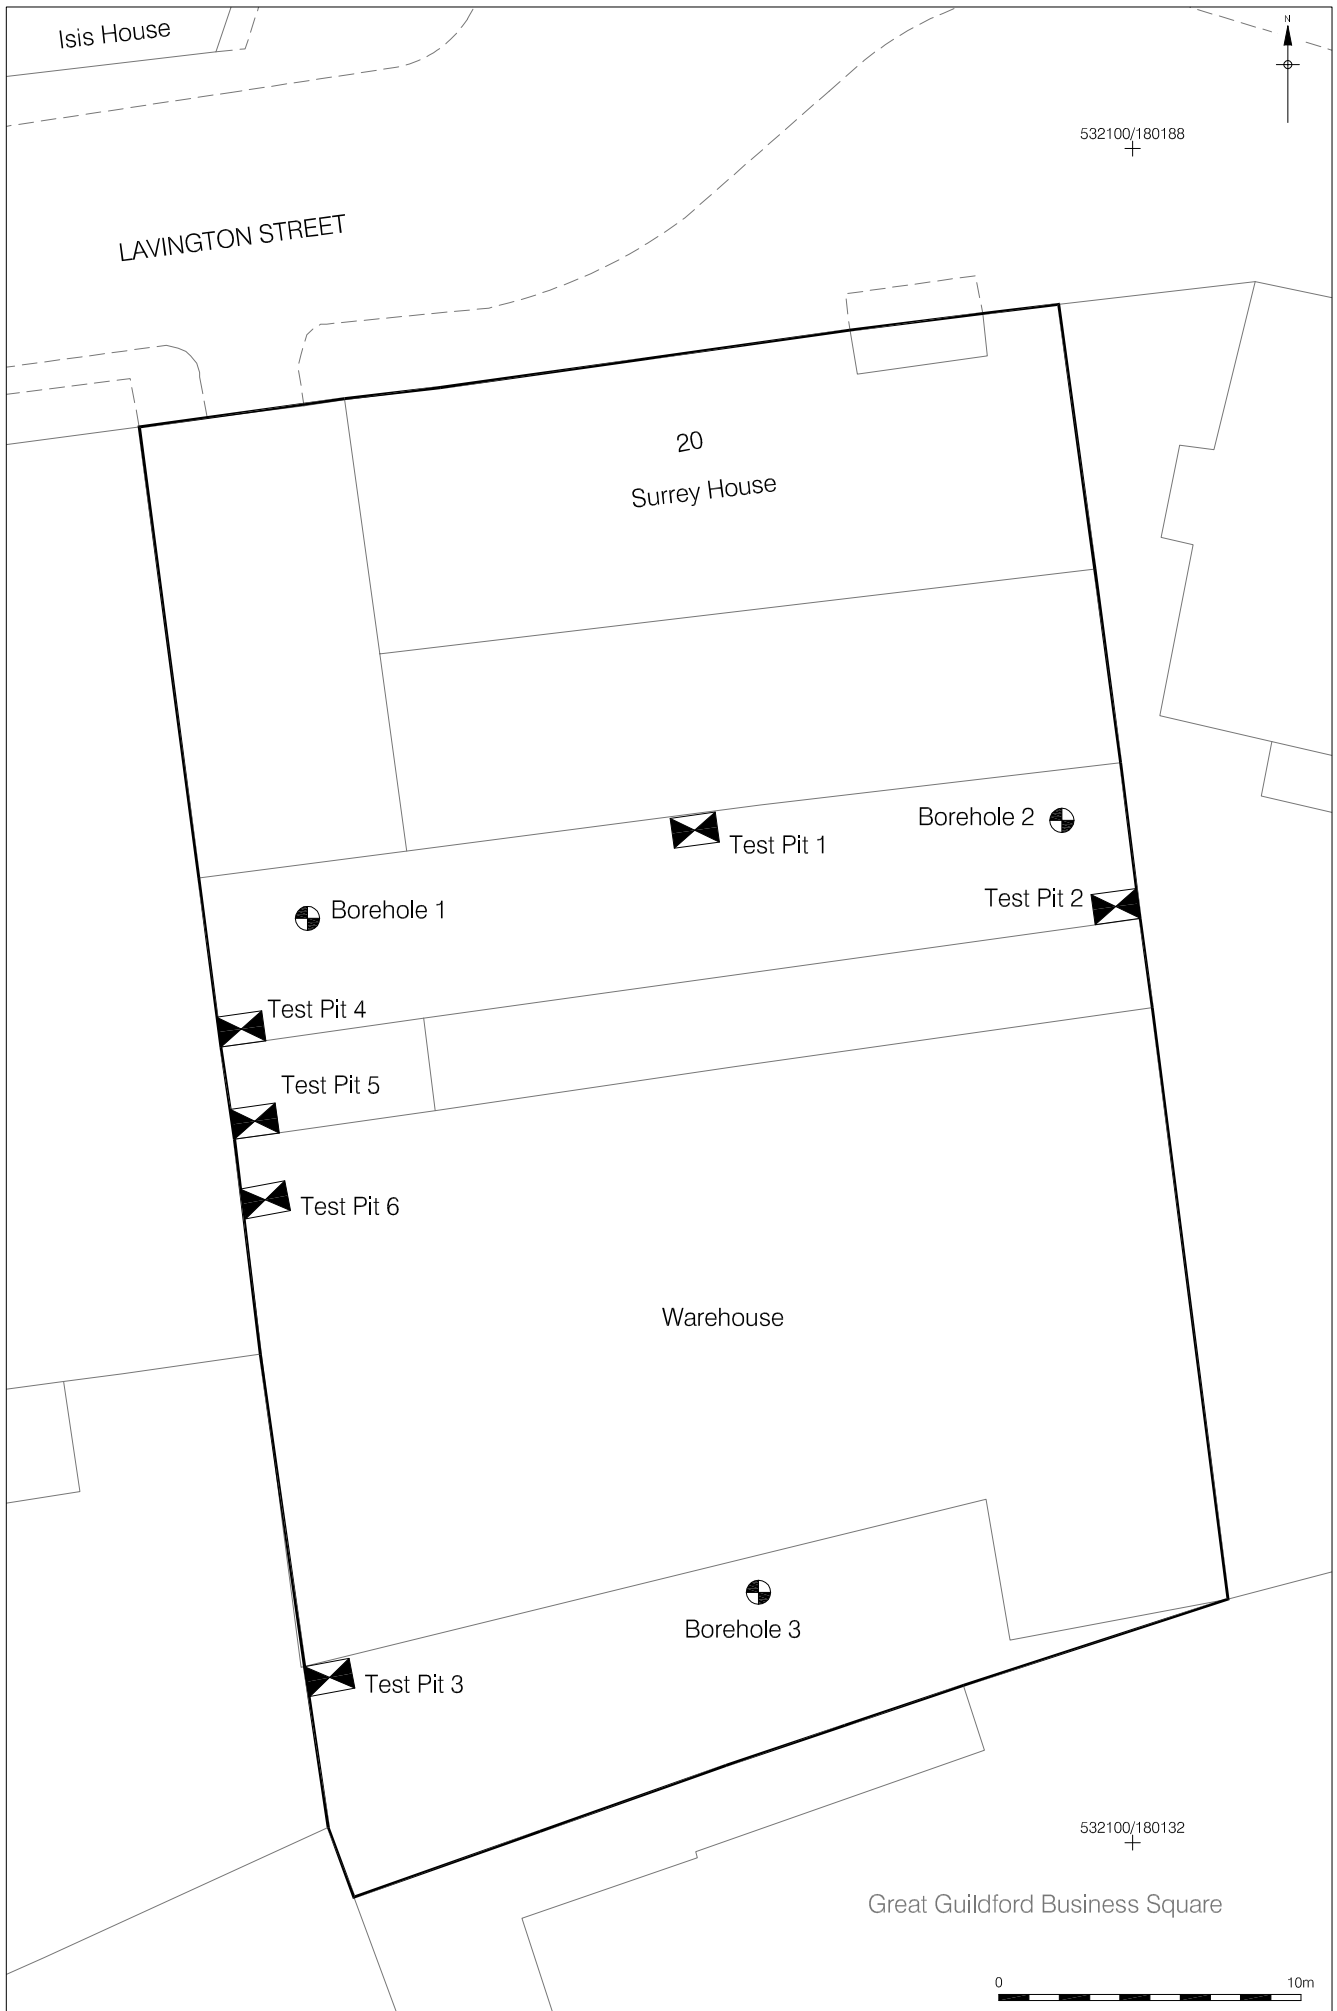 Isis House
N
532100/180188
LAVINGTON STREET
20
Surrey House
Borehole 2
Test Pit 1
Test Pit 2
Borehole 1
Test Pit 4
Test Pit 5
Test Pit 6
Warehouse
Borehole 3
Test Pit 3
532100/180132
Great Guildford Business Square
0 10m